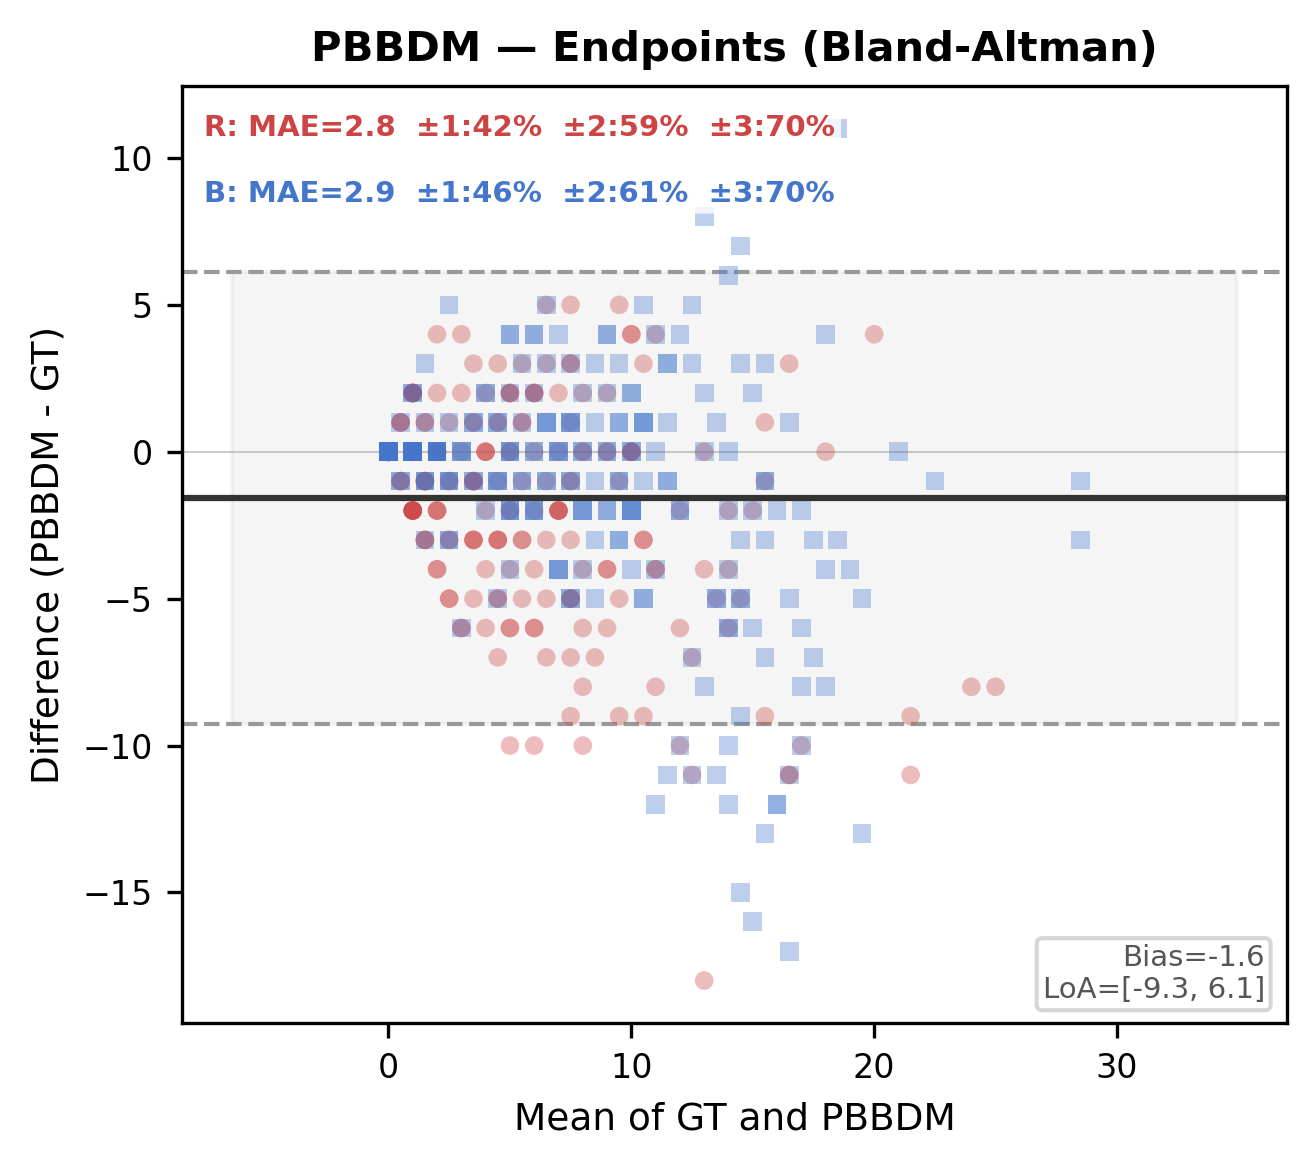 PBBDM — Endpoints (Bland-Altman)
R: MAE=2.8 ±1:42% ±2:59% ±3:70%
B: MAE=2.9 ±1:46% ±2:61% ±3:70%
10
5
0
−5
−10
−15
Difference (PBBDM - GT)
Bias=-1.6
LoA=[-9.3, 6.1]
0 10 20 30
Mean of GT and PBBDM